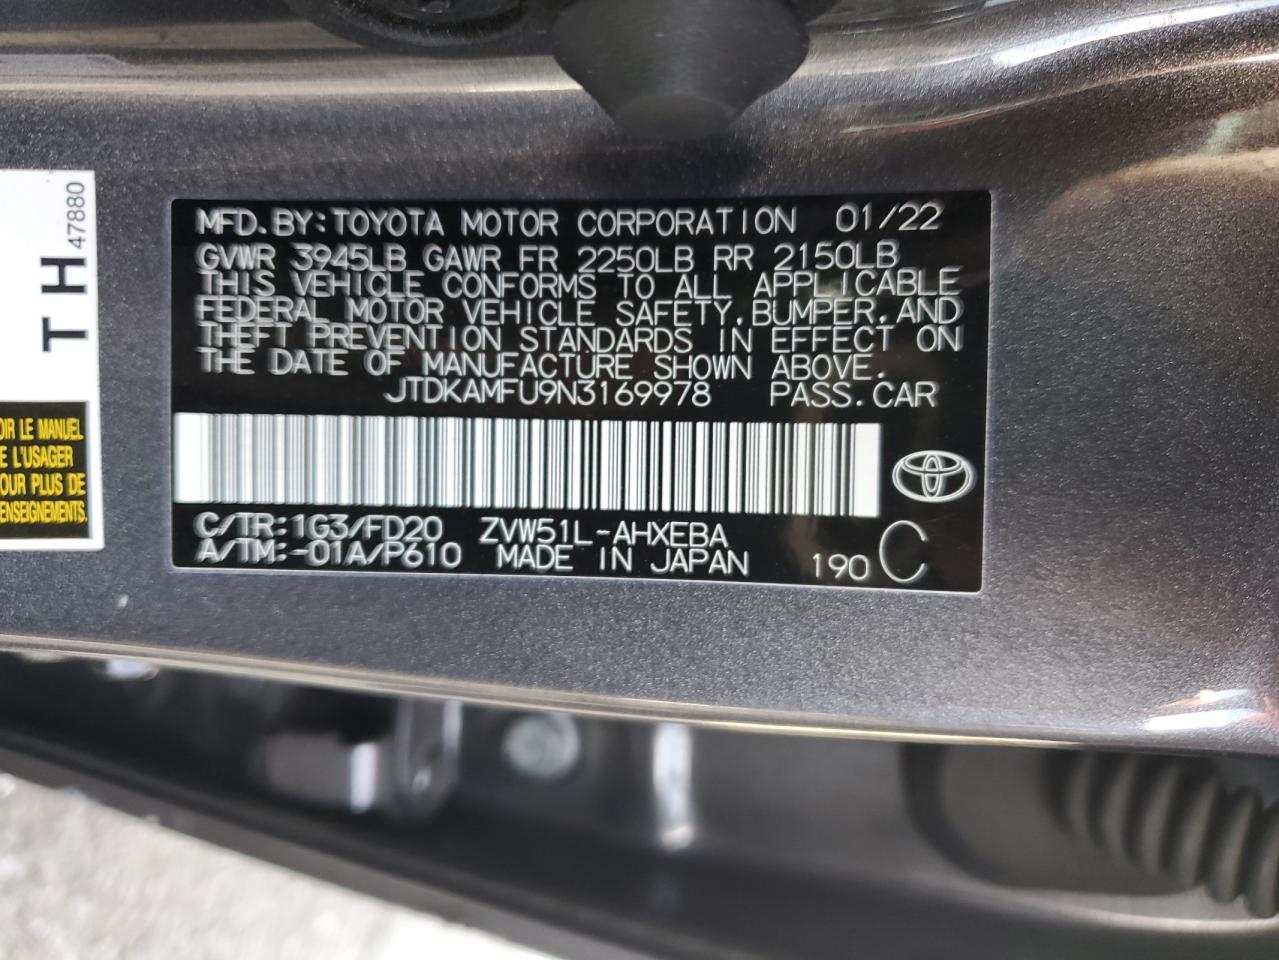 MFD.BY:TOYOTA MOTOR CORPORATION 01/22
GVWR 3945LB GAWR FR 2250LB RR 2150LB
THIS VEHICLE CONFORMS TO ALL APPLICABLE
FEDERAL MOTOR VEHICLE SAFETY,BUMPER,AND
THEFT PREVENTION STANDARDS IN EFFECT ON
THE DATE OF MANUFACTURE SHOWN ABOVE.
JTDKAMFU9N3169978 PASS.CAR
C/TR:1G3/FD20 ZVW51L-AHXEBA
A/TM:-01A/P610 MADE IN JAPAN 190 C
T H 47880
OIR LE MANUEL
E L'USAGER
OUR PLUS DE
ENSEIGNEMENTS.